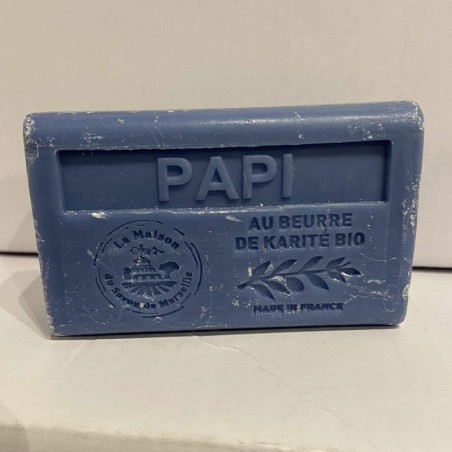 PAPI
AU BEURRE
DE KARITÉ BIO
La Maison
du Savon de Marseille
MADE IN FRANCE